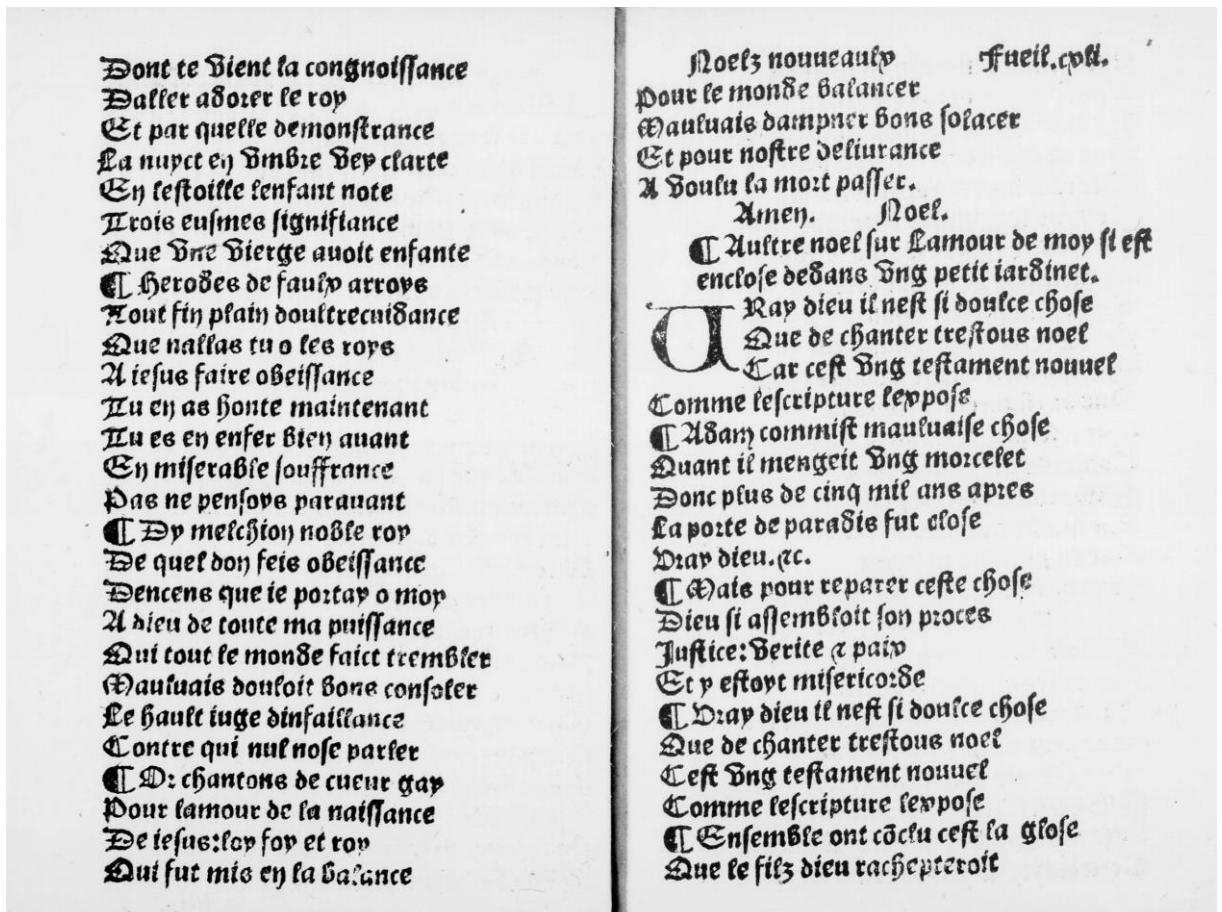 Dont te vient la congnoissance
Daller adorer le roy
Et par quelle demonstrance
La nuyct en vmbre vey clarte
En lestoille lenfant note
Trois eusmes signifiance
Que vne vierge auoit enfante
¶ Herodes de faulx arroys
Tout fin plain doultrecuidance
Que nallas tu o les roys
A iesus faire obeissance
Tu en as honte maintenant
Tu es en enfer bien auant
En miserable souffrance
Pas ne pensoys parauant
¶ Dy melchion noble roy
De quel don feis obeissance
Dencens que ie portay o moy
A dieu de toute ma puissance
Qui tout le monde faict trembler
Mauluais douloit bons consoler
Le hault iuge dinfaillance
Contre qui nul nose parler
¶ Or chantons de cueur gay
Pour lamour de la naissance
De iesus:loy foy et roy
Qui fut mis en la balance
Noelz nouueaulx Fueil.cxli.
Pour le monde balancer
Mauluais dampner bons solacer
Et pour nostre deliurance
A voulu la mort passer.
Amen. Noel.
¶ Aultre noel sur Lamour de moy si est
enclose dedans vng petit iardinet.
VRay dieu il nest si doulce chose
Que de chanter trestous noel
Car cest vng testament nouuel
Comme lescripture lexpose
¶ Adam commist mauluaise chose
Quant il mengeit vng morcelet
Donc plus de cinq mil ans apres
La porte de paradis fut close
Vray dieu.⁊c.
¶ Mais pour reparer ceste chose
Dieu si assembloit son proces
Justice:verite ⁊ paix
Et y estoyt misericorde
¶ Vray dieu il nest si doulce chose
Que de chanter trestous noel
Cest vng testament nouuel
Comme lescripture lexpose
¶ Ensemble ont cōclu cest la glose
Que le filz dieu rachepteroit